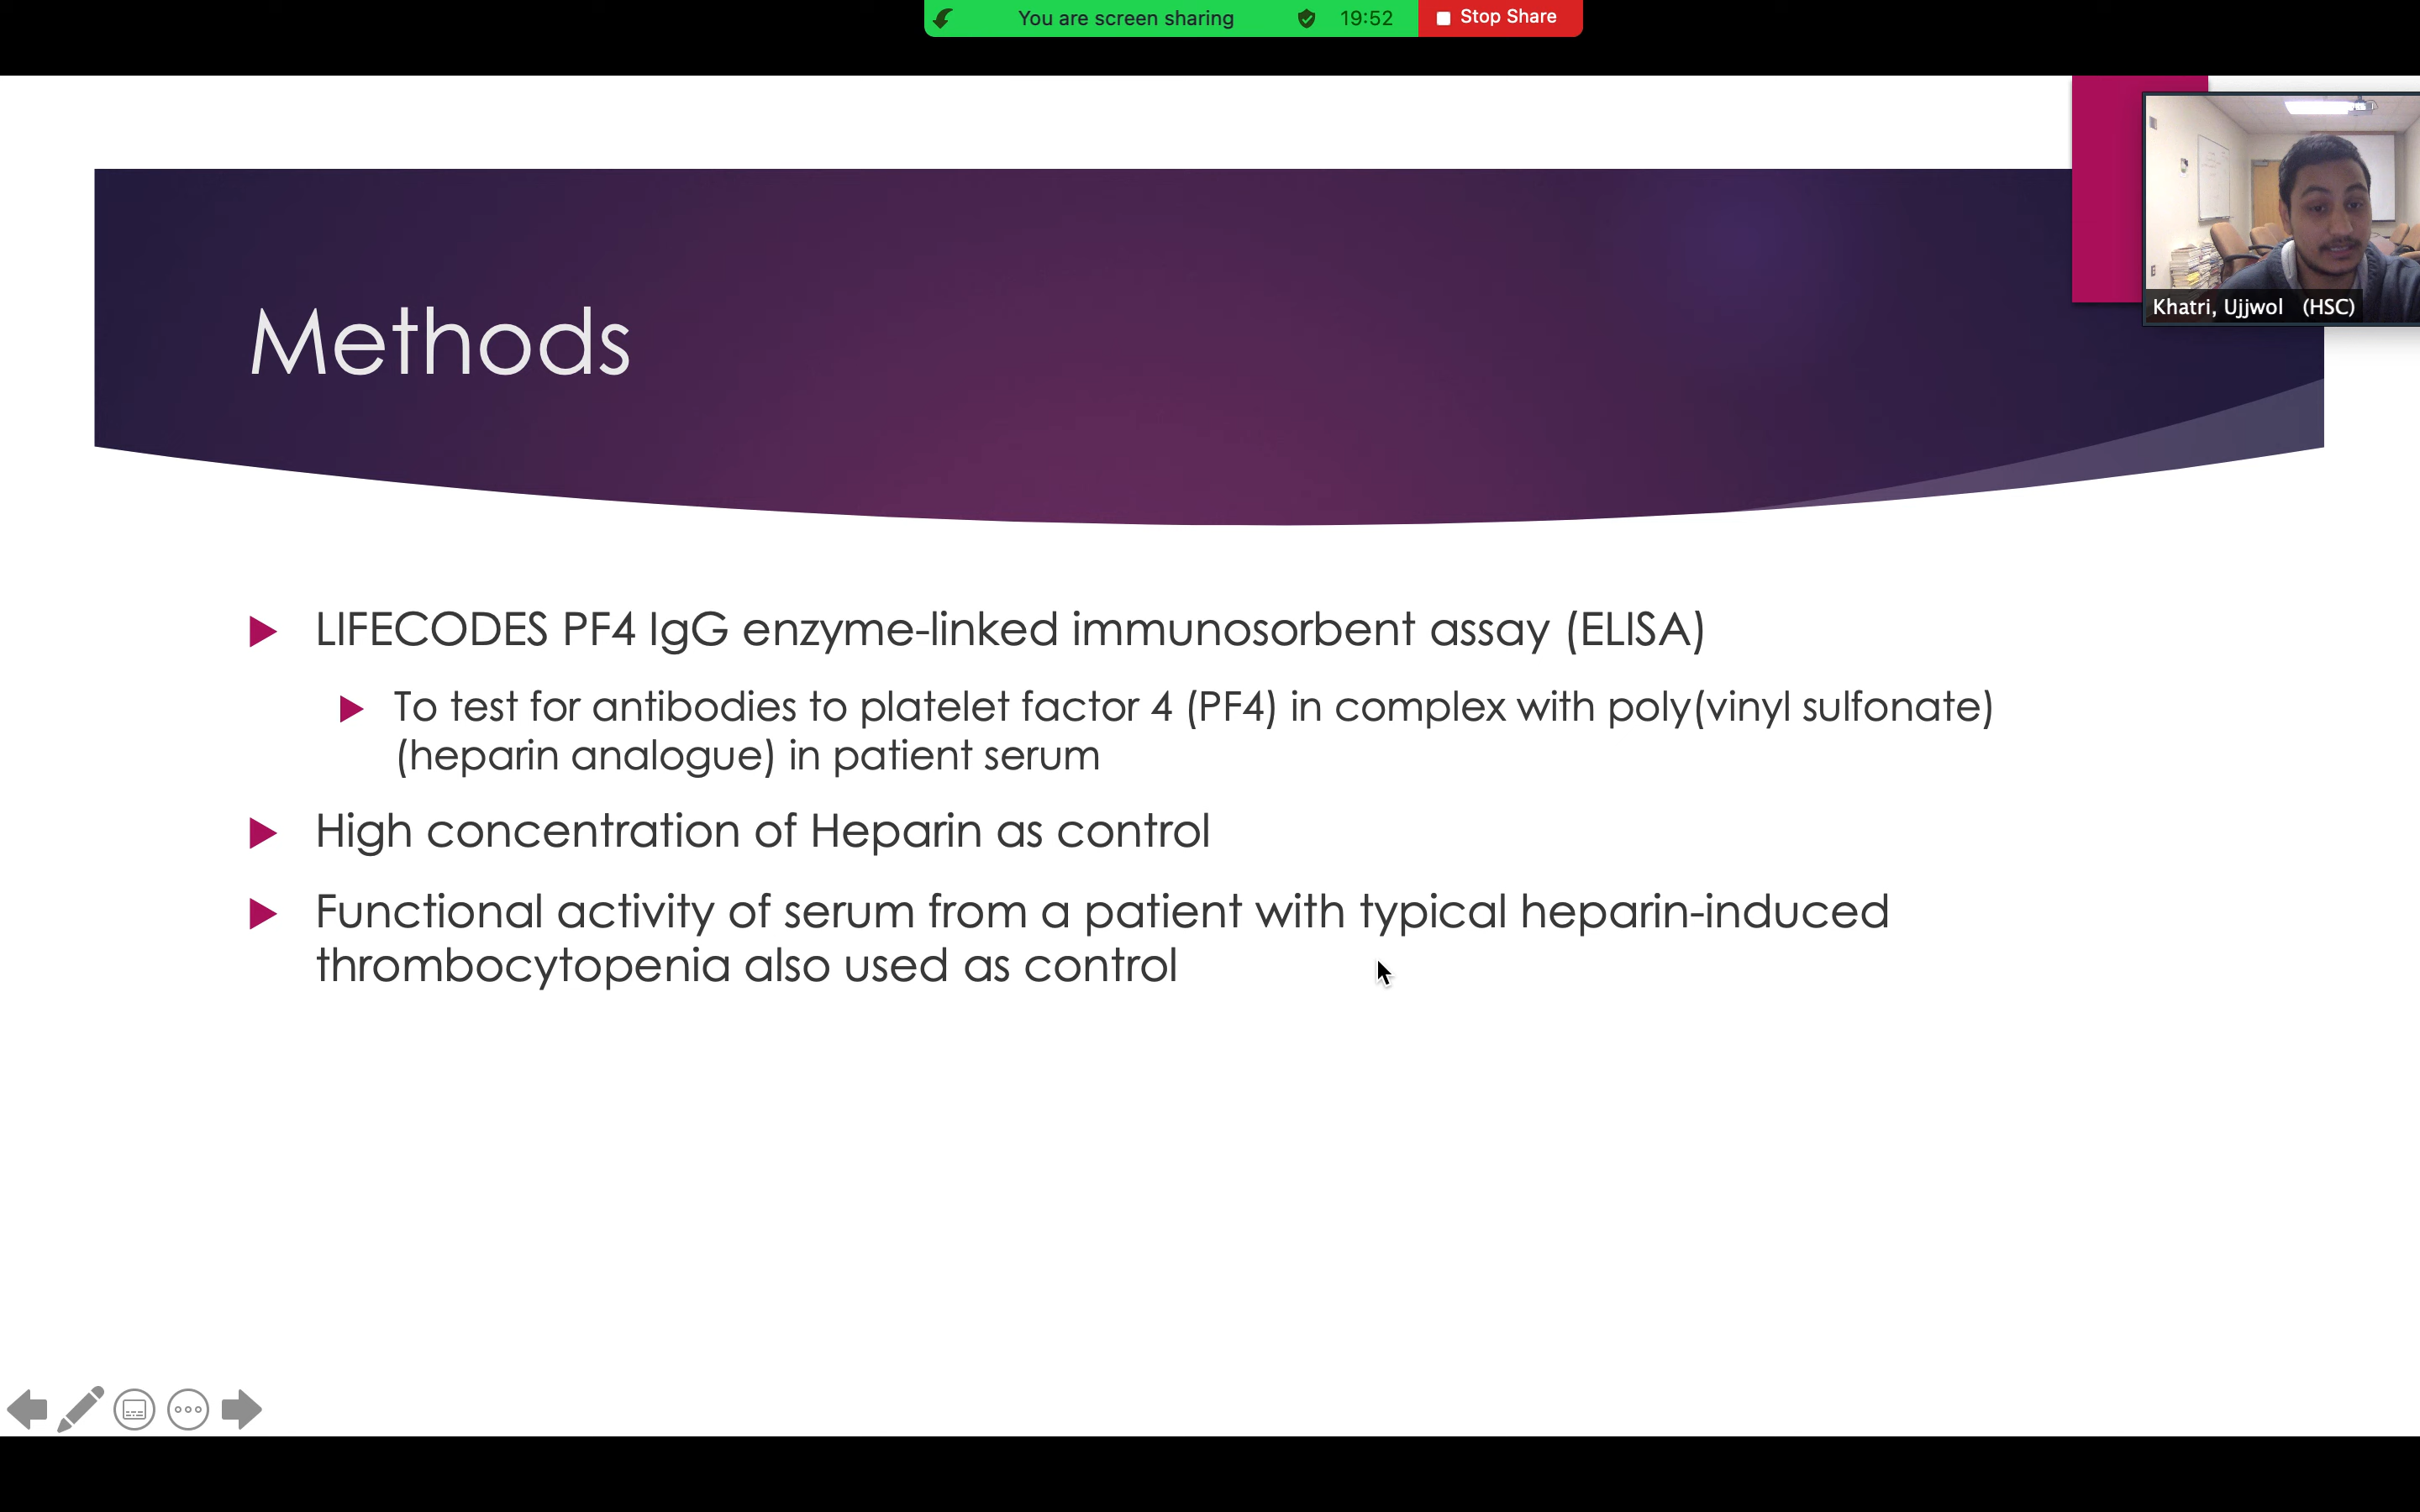 You are screen sharing 19:52 Stop Share
Khatri, Ujjwol (HSC)
Methods
LIFECODES PF4 IgG enzyme-linked immunosorbent assay (ELISA)
To test for antibodies to platelet factor 4 (PF4) in complex with poly(vinyl sulfonate)
(heparin analogue) in patient serum
High concentration of Heparin as control
Functional activity of serum from a patient with typical heparin-induced
thrombocytopenia also used as control